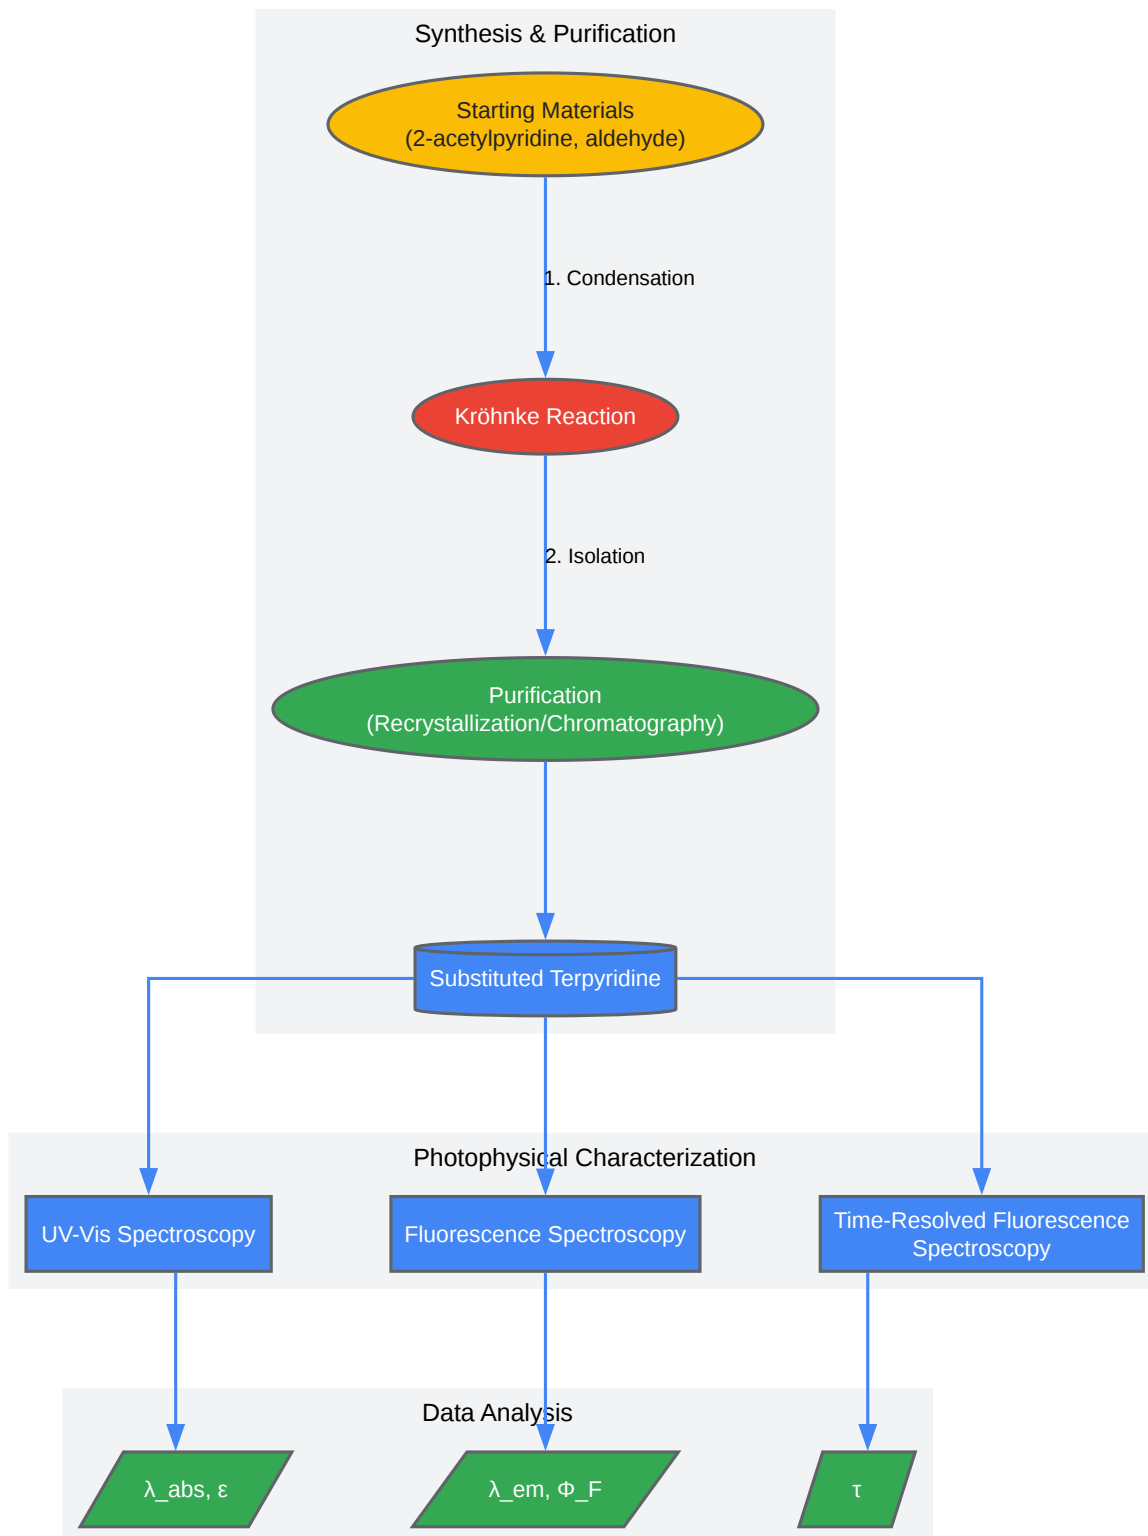 Synthesis & Purification
Starting Materials
(2-acetylpyridine, aldehyde)
1. Condensation
Kröhnke Reaction
2. Isolation
Purification
(Recrystallization/Chromatography)
Substituted Terpyridine
Photophysical Characterization
UV-Vis Spectroscopy
Fluorescence Spectroscopy
Time-Resolved Fluorescence
Spectroscopy
Data Analysis
λ_abs, ε
λ_em, Φ_F
τ